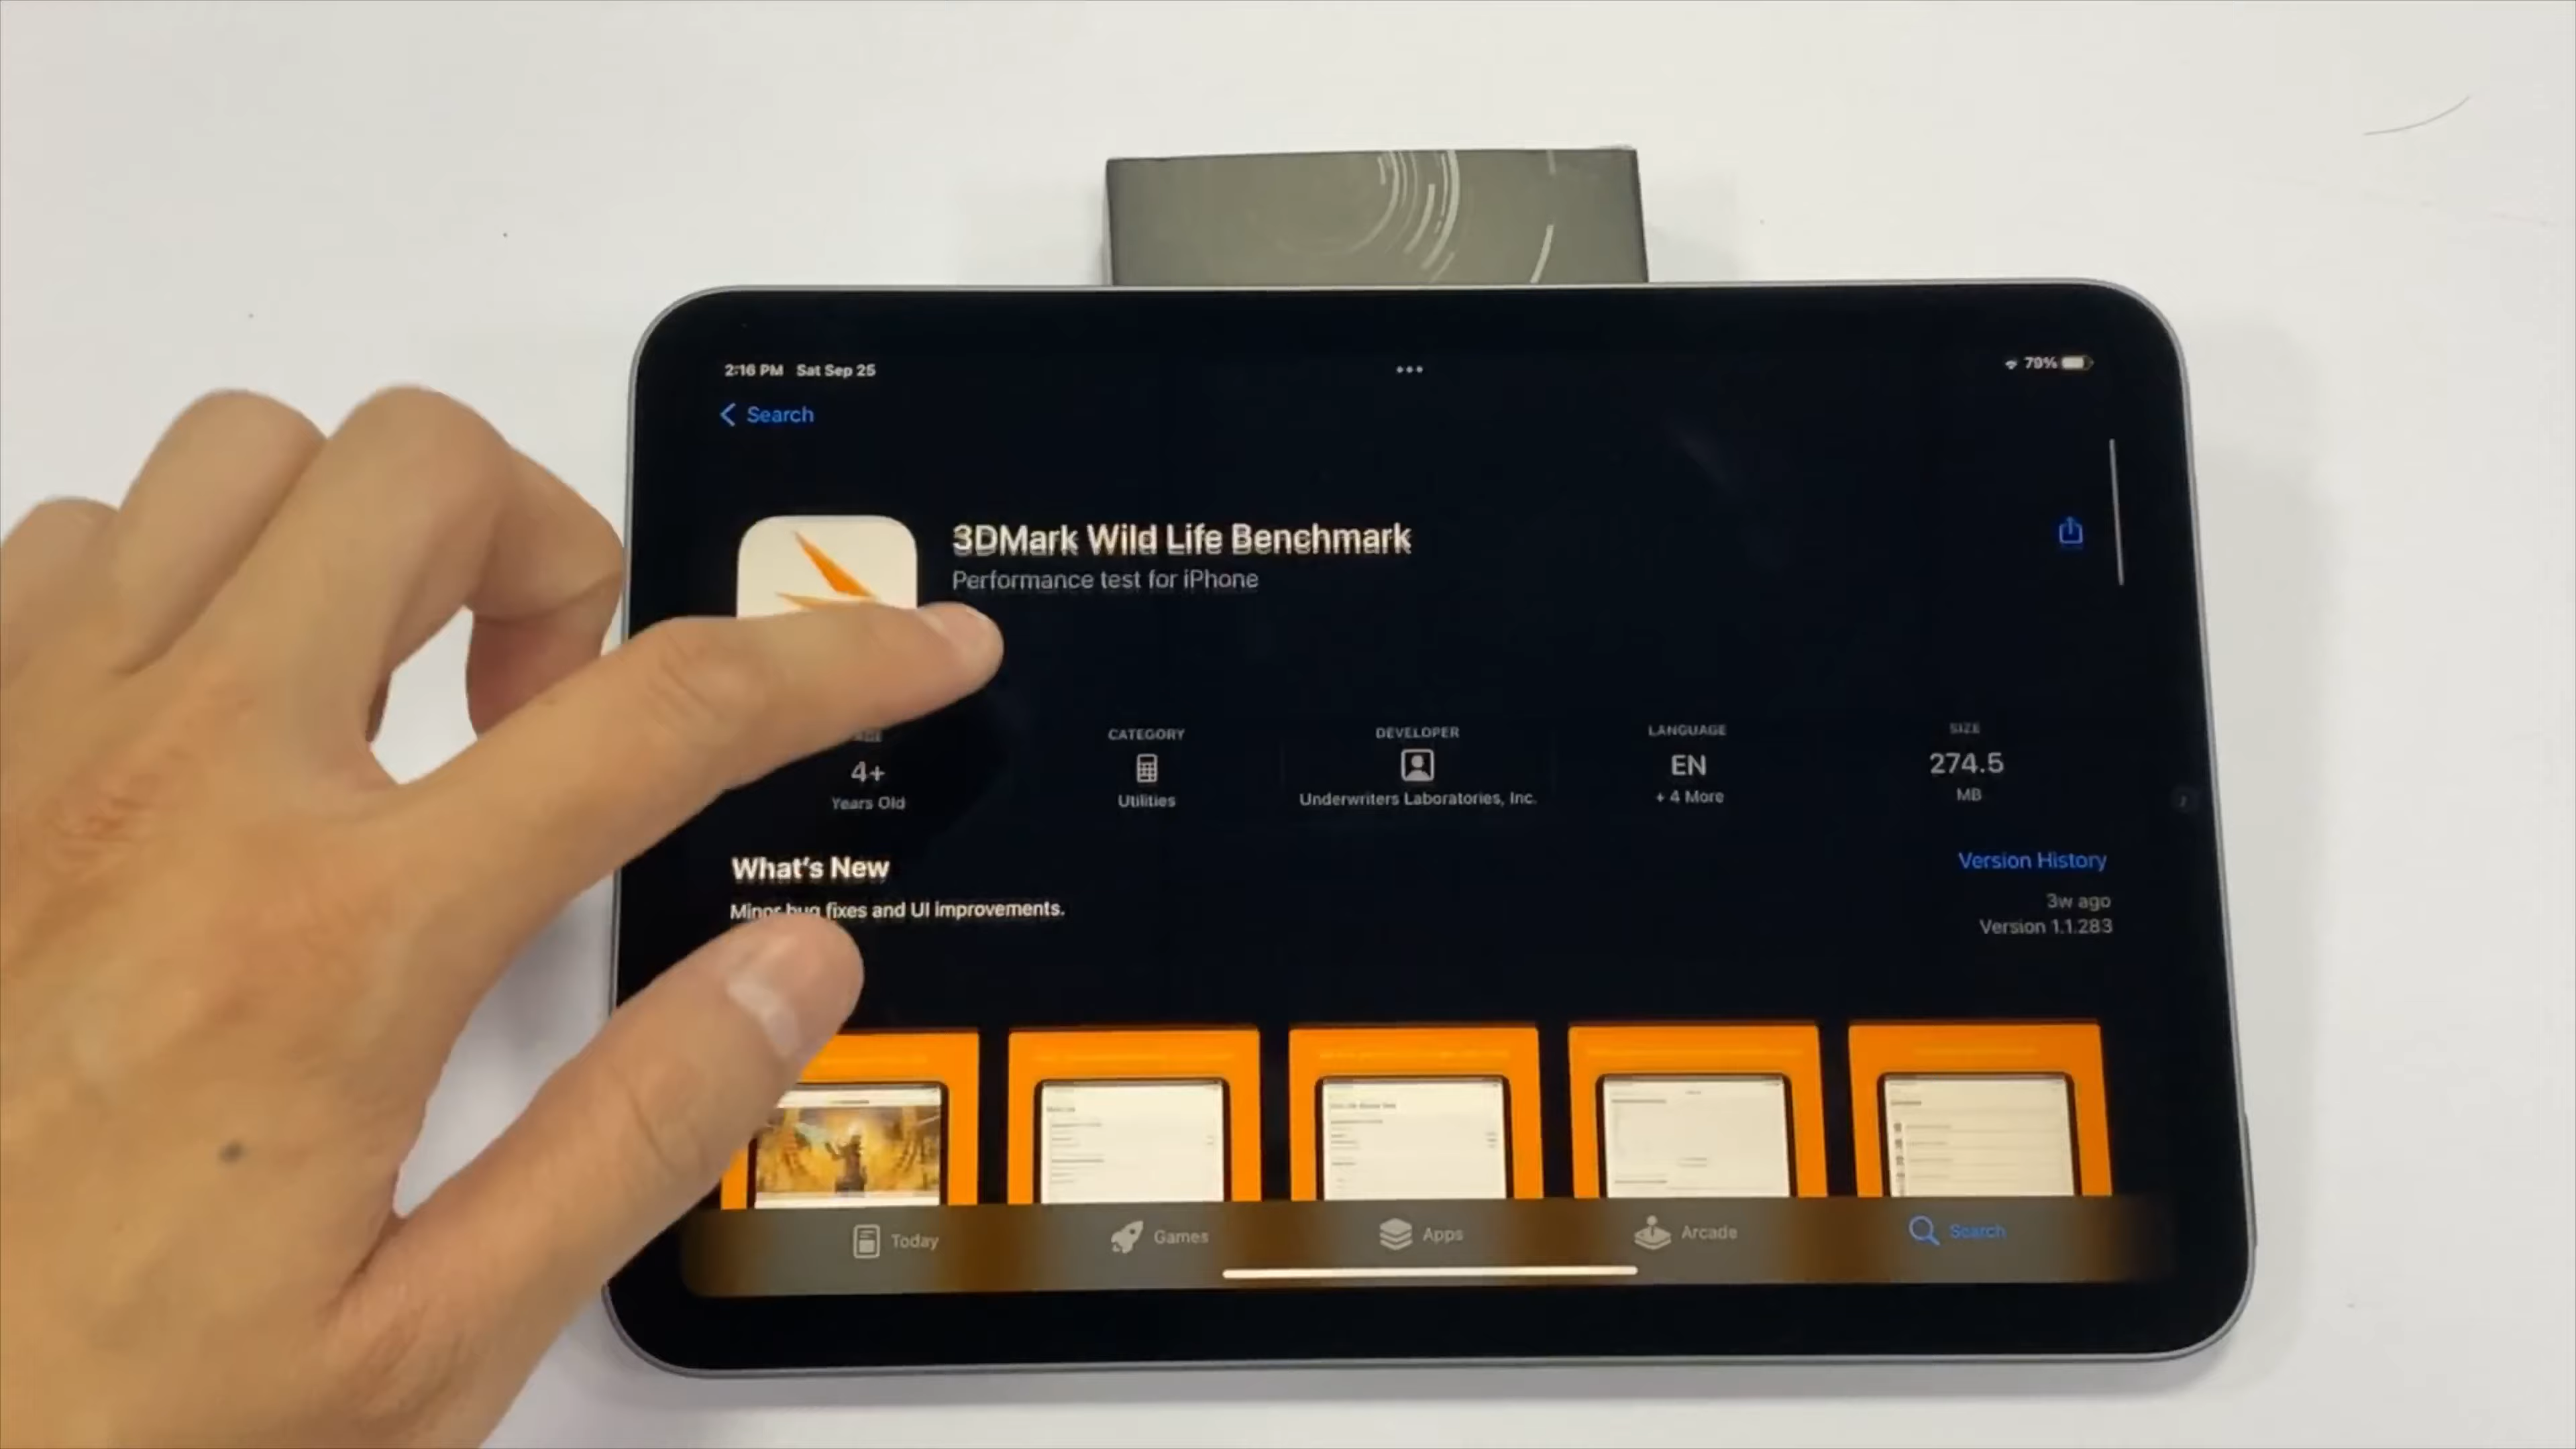 2:16 PM Sat Sep 25
79%
Search
3DMark Wild Life Benchmark
Performance test for iPhone
4+
Years Old
CATEGORY
Utilities
DEVELOPER
Underwriters Laboratories, Inc.
LANGUAGE
EN
+ 4 More
SIZE
274.5
MB
What's New
Version History
Minor bug fixes and UI improvements.
3w ago
Version 1.1.283
Today
Games
Apps
Arcade
Search